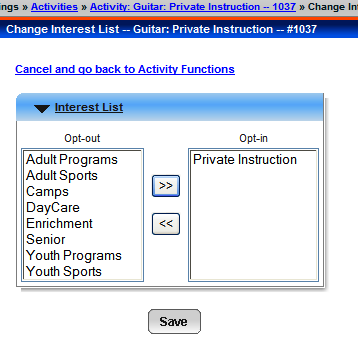 ngs » Activities » Activity: Guitar: Private Instruction -- 1037 » Change Int
Change Interest List -- Guitar: Private Instruction -- #1037
Cancel and go back to Activity Functions
Interest List
Opt-out Opt-in
Adult Programs
Adult Sports
Camps
DayCare
Enrichment
Senior
Youth Programs
Youth Sports
>>
<<
Private Instruction
Save